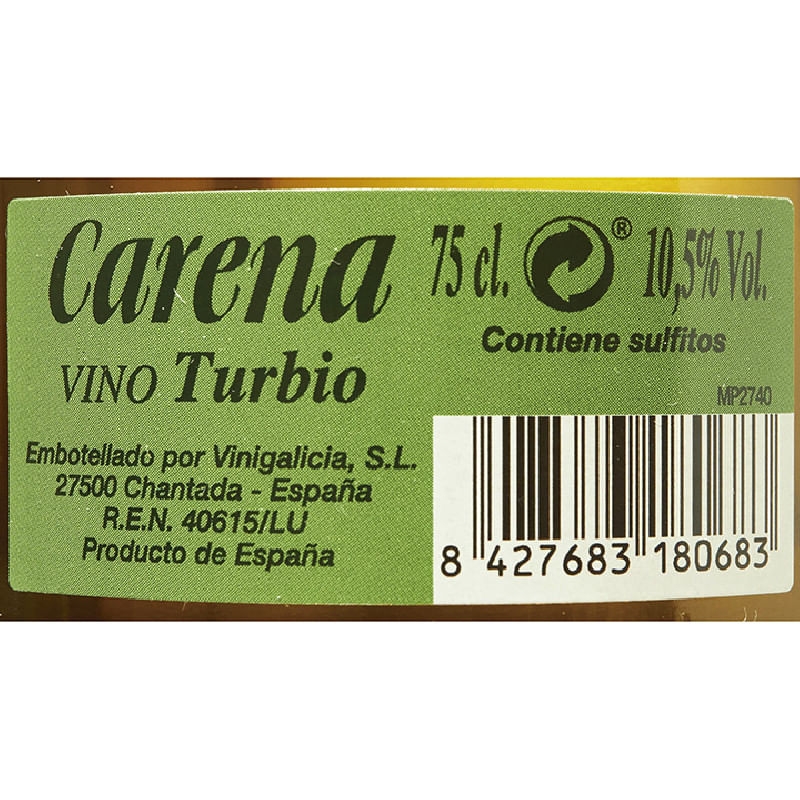 Carena
VINO Turbio
75 cl. ® 10,5% Vol.
Contiene sulfitos
MP2740
Embotellado por Vinigalicia, S.L.
27500 Chantada - España
R.E.N. 40615/LU
Producto de España
8 427683 180683